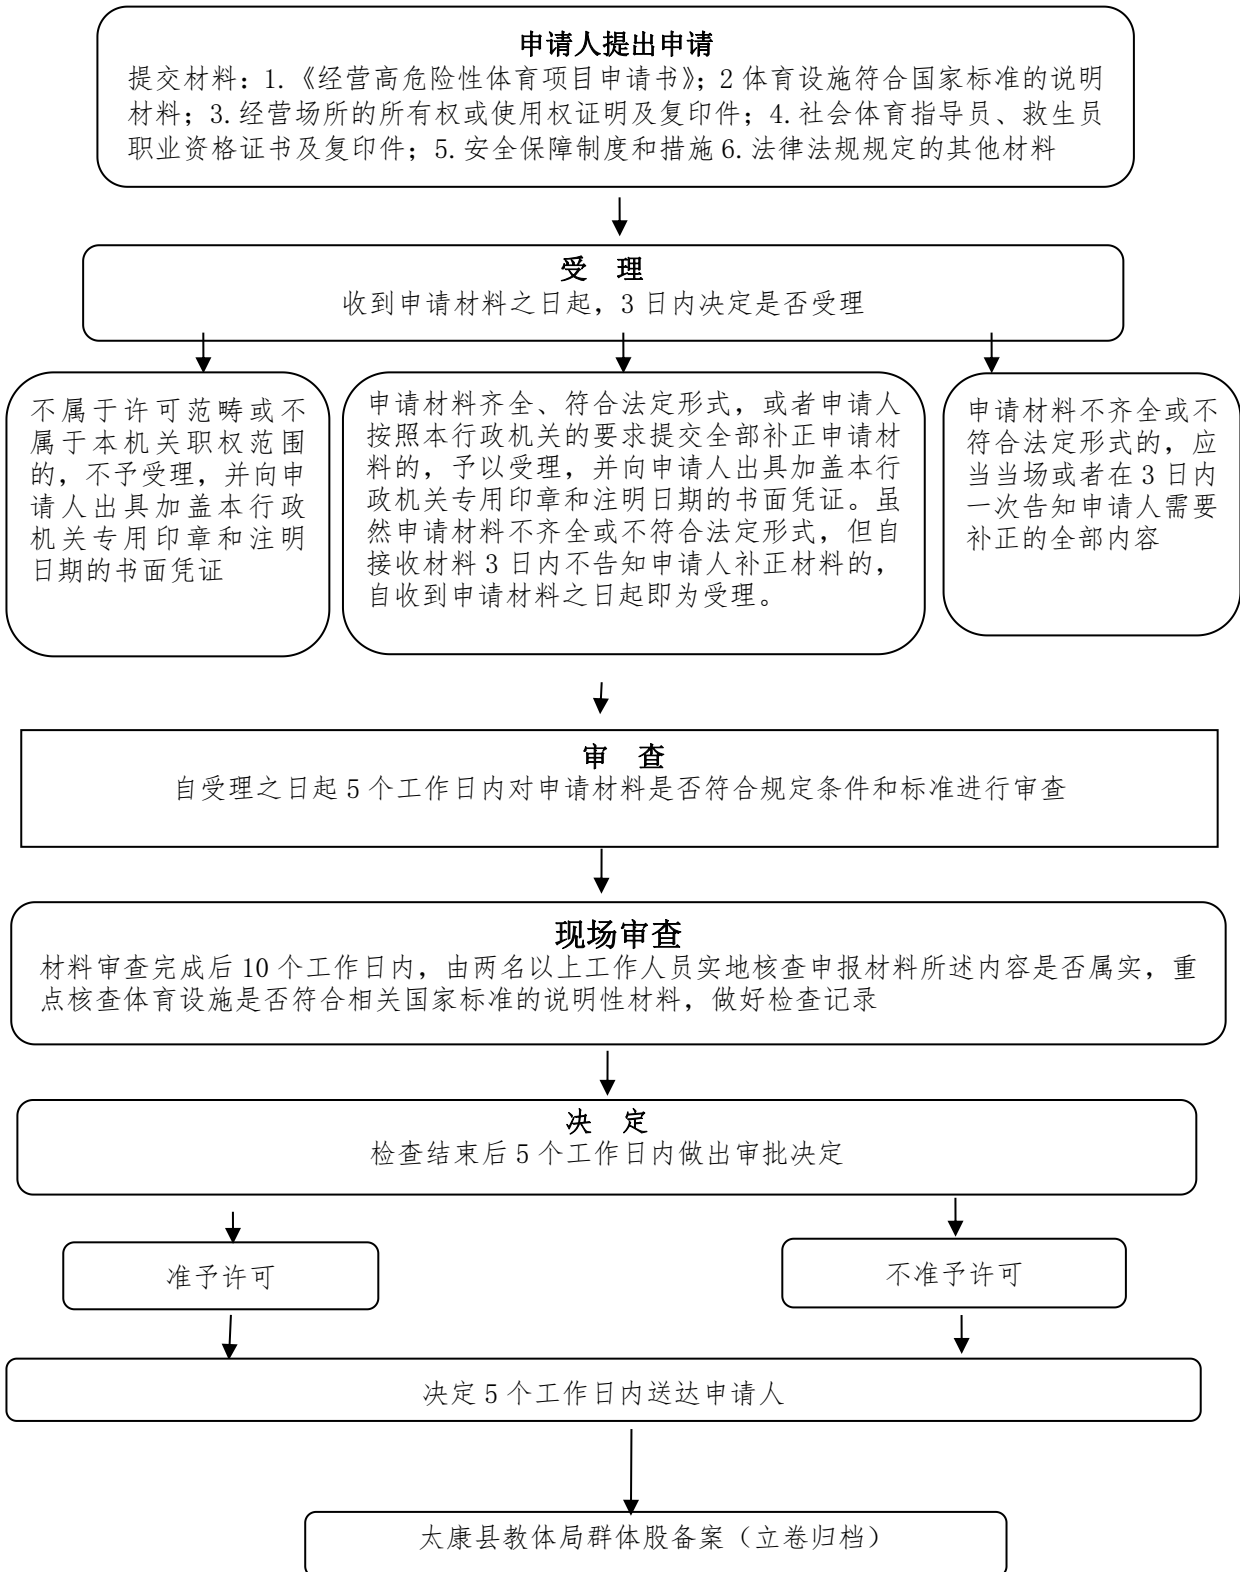 申请人提出申请
提交材料：1.《经营高危险性体育项目申请书》；2 体育设施符合国家标准的说明
材料；3.经营场所的所有权或使用权证明及复印件；4.社会体育指导员、救生员
职业资格证书及复印件；5.安全保障制度和措施 6.法律法规规定的其他材料
受 理
收到申请材料之日起，3 日内决定是否受理
不属于许可范畴或不
属于本机关职权范围
的，不予受理，并向申
请人出具加盖本行政
机关专用印章和注明
日期的书面凭证
申请材料齐全、符合法定形式，或者申请人
按照本行政机关的要求提交全部补正申请材
料的，予以受理，并向申请人出具加盖本行
政机关专用印章和注明日期的书面凭证。虽
然申请材料不齐全或不符合法定形式，但自
接收材料 3 日内不告知申请人补正材料的，
自收到申请材料之日起即为受理。
申请材料不齐全或不
符合法定形式的，应
当当场或者在 3 日内
一次告知申请人需要
补正的全部内容
审 查
自受理之日起 5 个工作日内对申请材料是否符合规定条件和标准进行审查
现场审查
材料审查完成后 10 个工作日内，由两名以上工作人员实地核查申报材料所述内容是否属实，重
点核查体育设施是否符合相关国家标准的说明性材料，做好检查记录
决 定
检查结束后 5 个工作日内做出审批决定
准予许可
不准予许可
决定 5 个工作日内送达申请人
太康县教体局群体股备案（立卷归档）